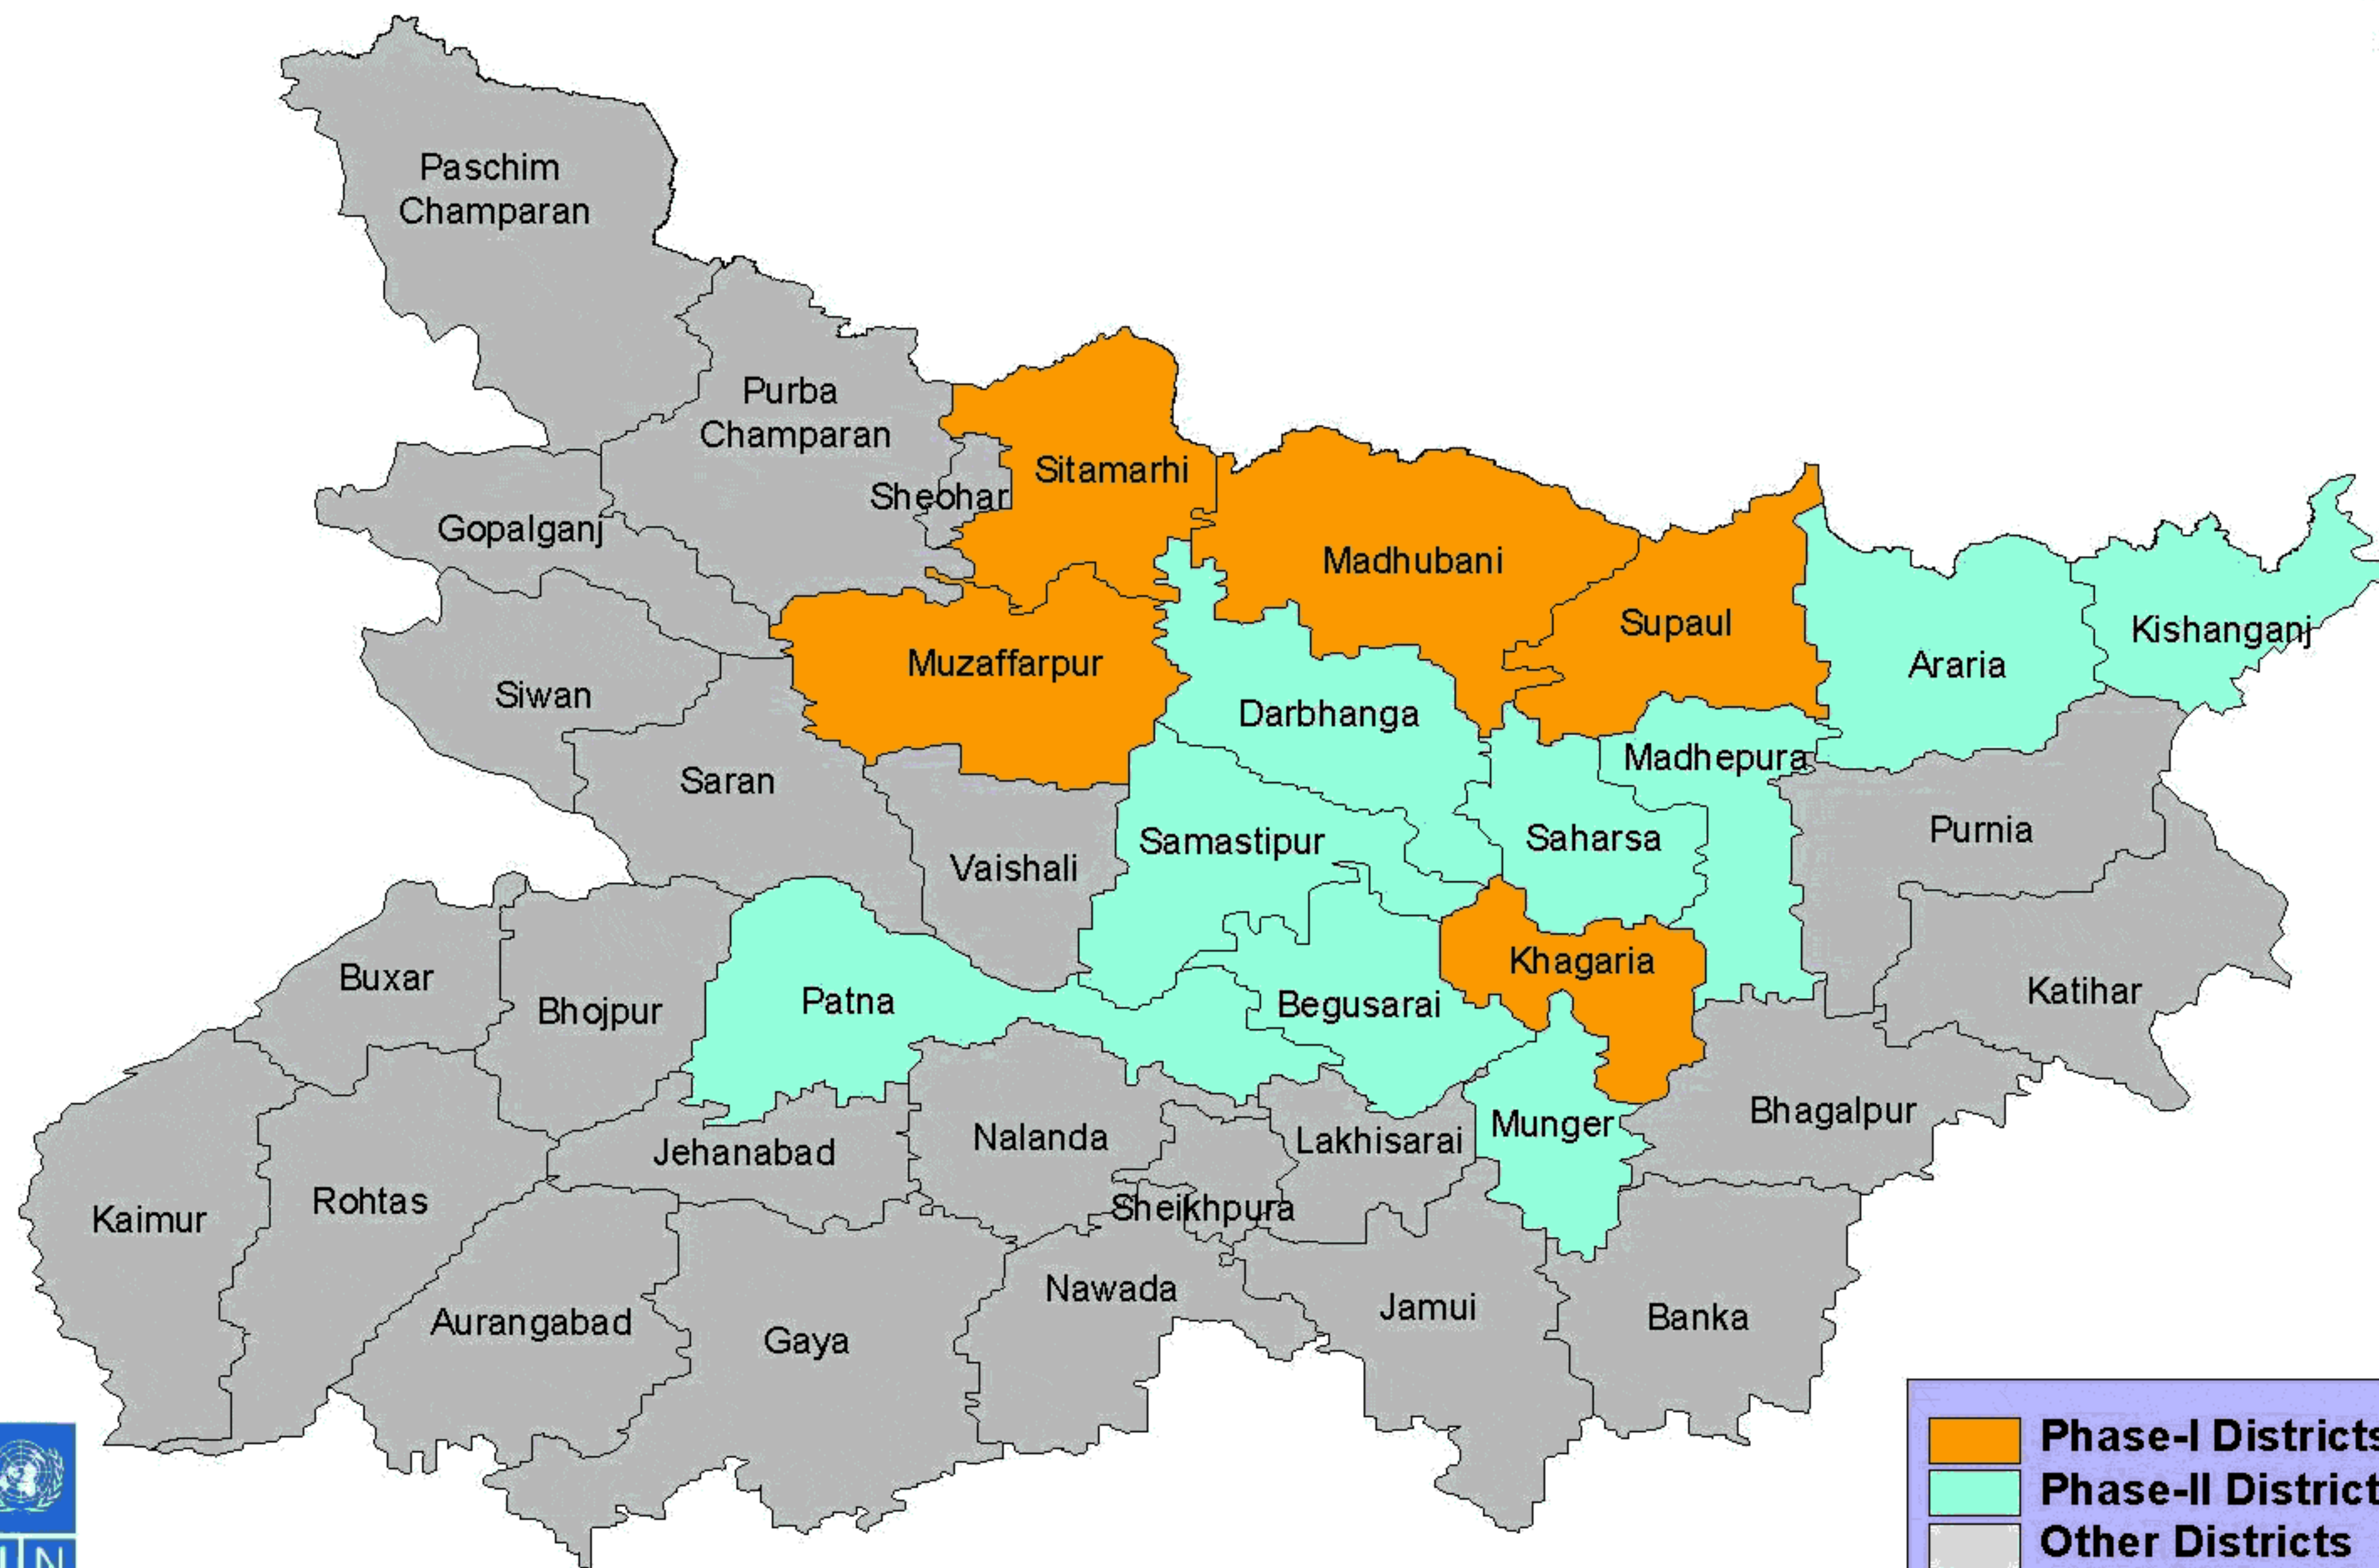 Paschim
Champaran
Purba
Champaran
Sheohar
Sitamarhi
Gopalganj
Madhubani
Supaul
Kishanganj
Araria
Muzaffarpur
Siwan
Darbhanga
Madhepura
Saran
Samastipur
Saharsa
Purnia
Vaishali
Khagaria
Buxar
Bhojpur
Patna
Begusarai
Katihar
Bhagalpur
Munger
Lakhisarai
Nalanda
Jehanabad
Rohtas
Kaimur
Sheikhpura
Nawada
Jamui
Banka
Aurangabad
Gaya
Phase-I Districts
Phase-II District
Other Districts
UN